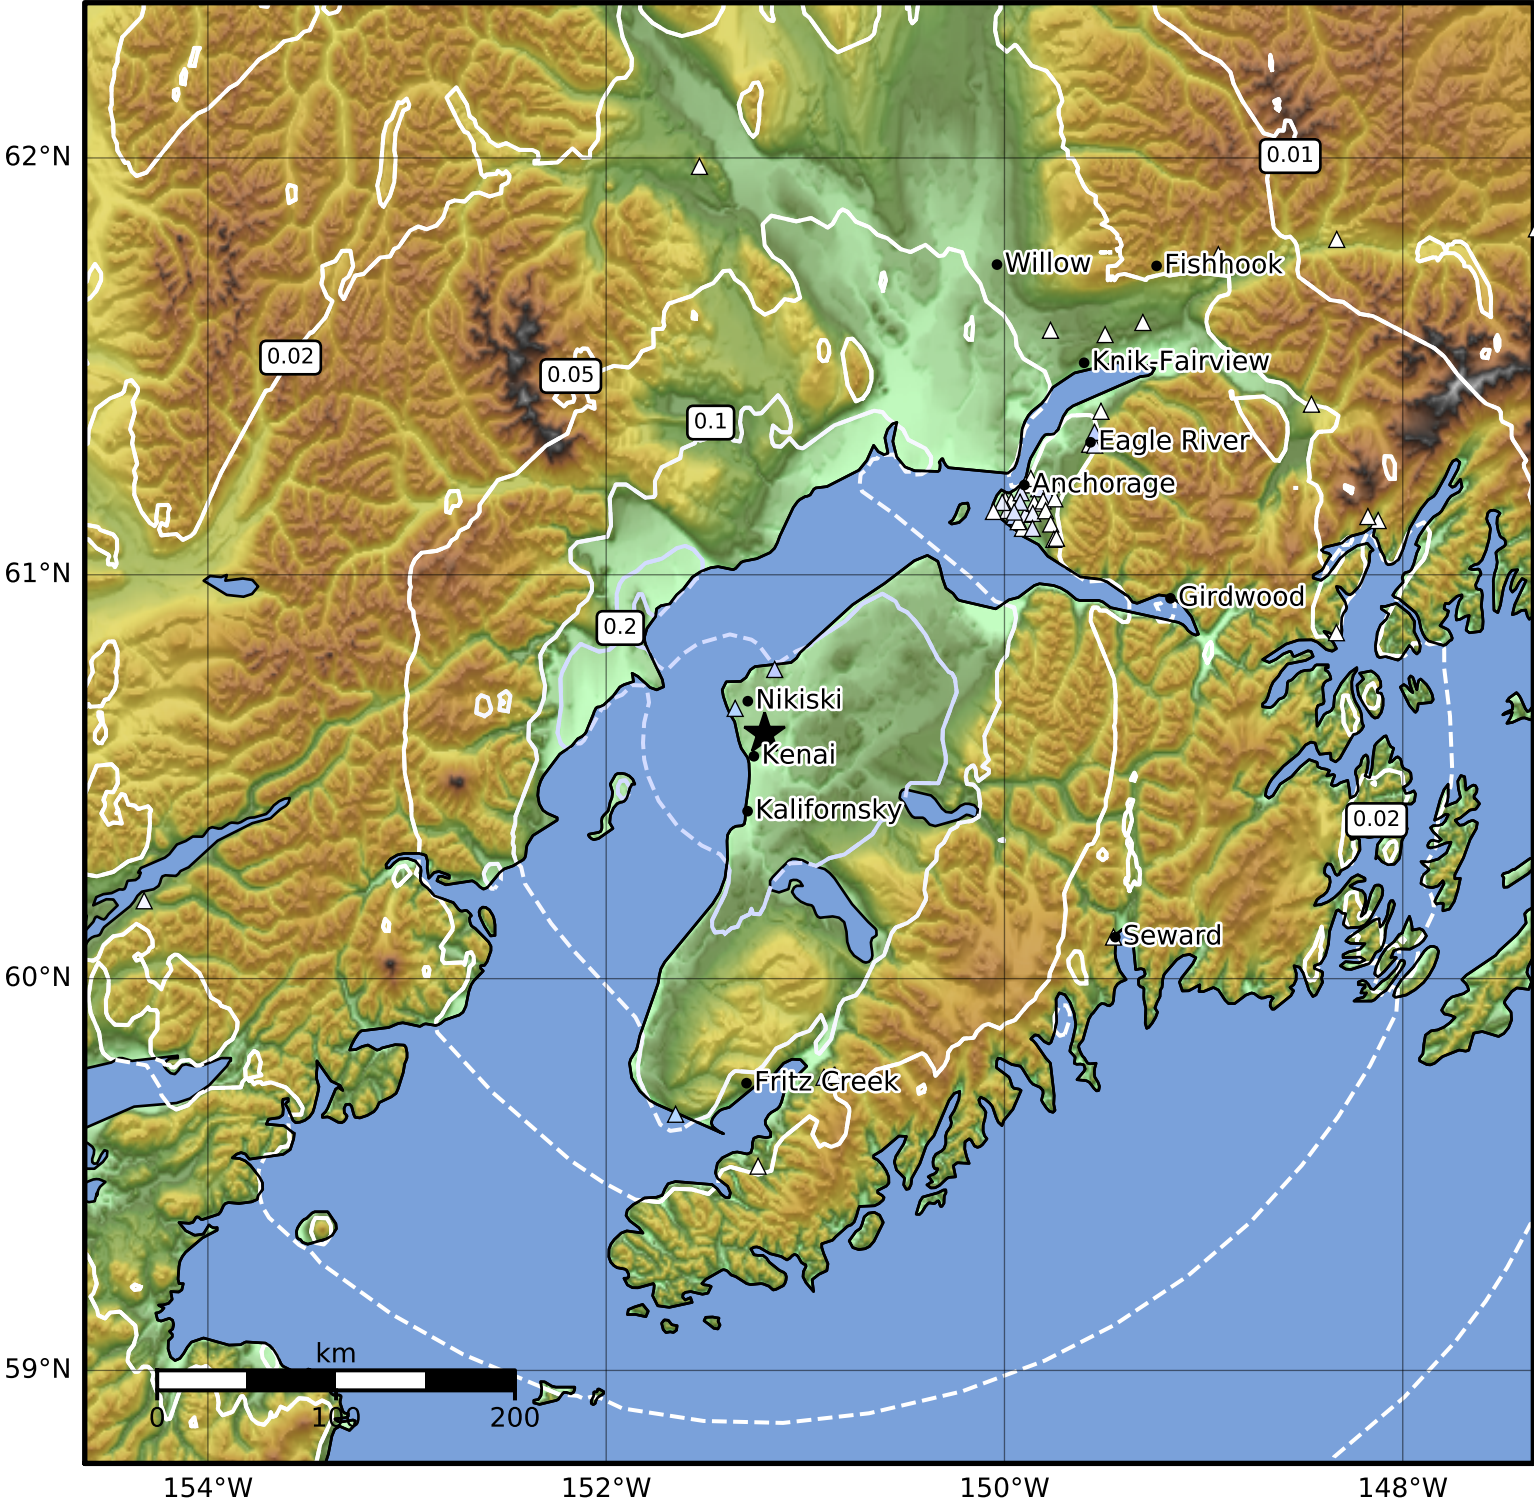 62°N
0.01
Willow
Fishhook
0.02
0.05
Knik-Fairview
0.1
Eagle River
Anchorage
61°N
Girdwood
0.2
Nikiski
Kenai
Kalifornsky
0.02
Seward
60°N
Fritz Creek
km
59°N
0
100
200
154°W
152°W
150°W
148°W